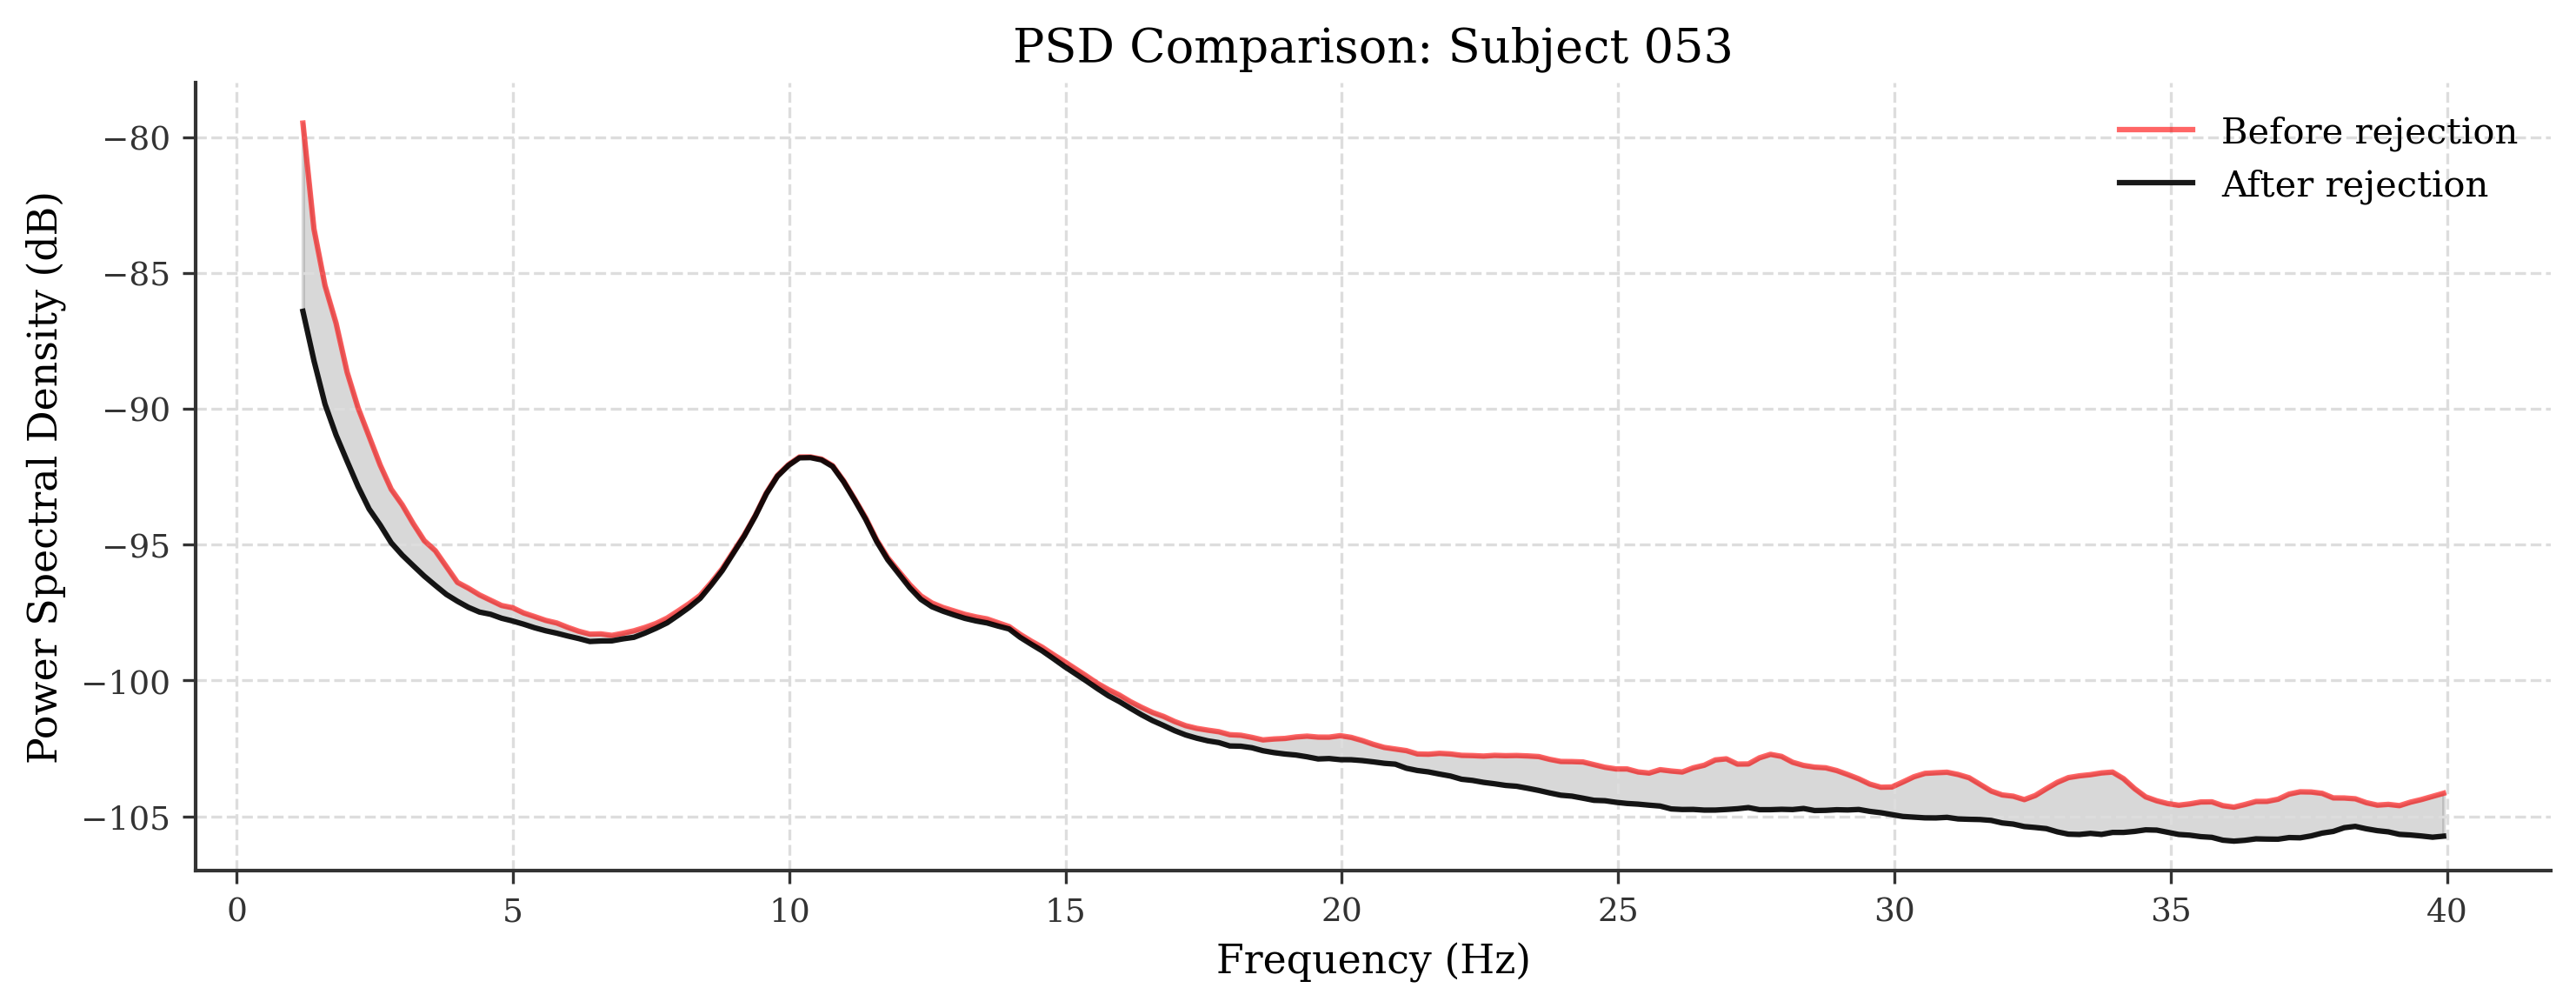 PSD Comparison: Subject 053
Before rejection
After rejection
Power Spectral Density (dB)
−80
−85
−90
−95
−100
−105
0 5 10 15 20 25 30 35 40
Frequency (Hz)